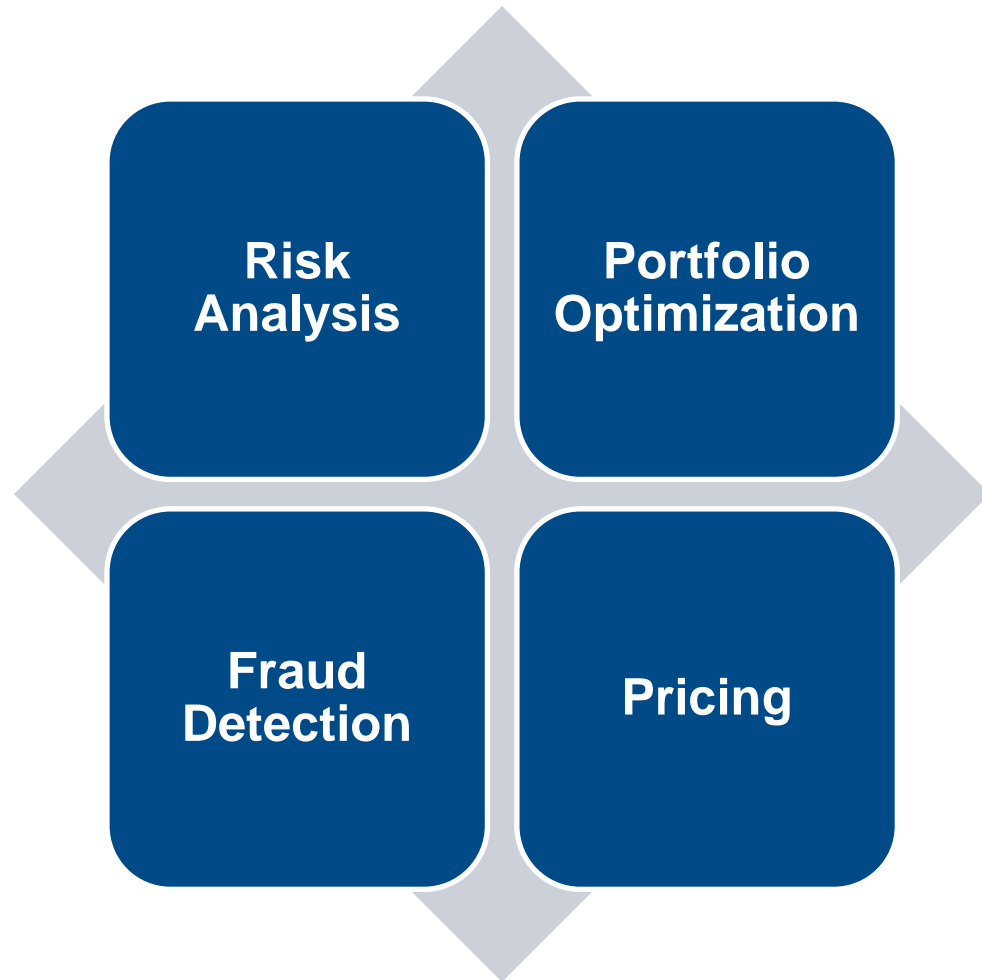 Risk
Analysis
Portfolio
Optimization
Fraud
Detection
Pricing